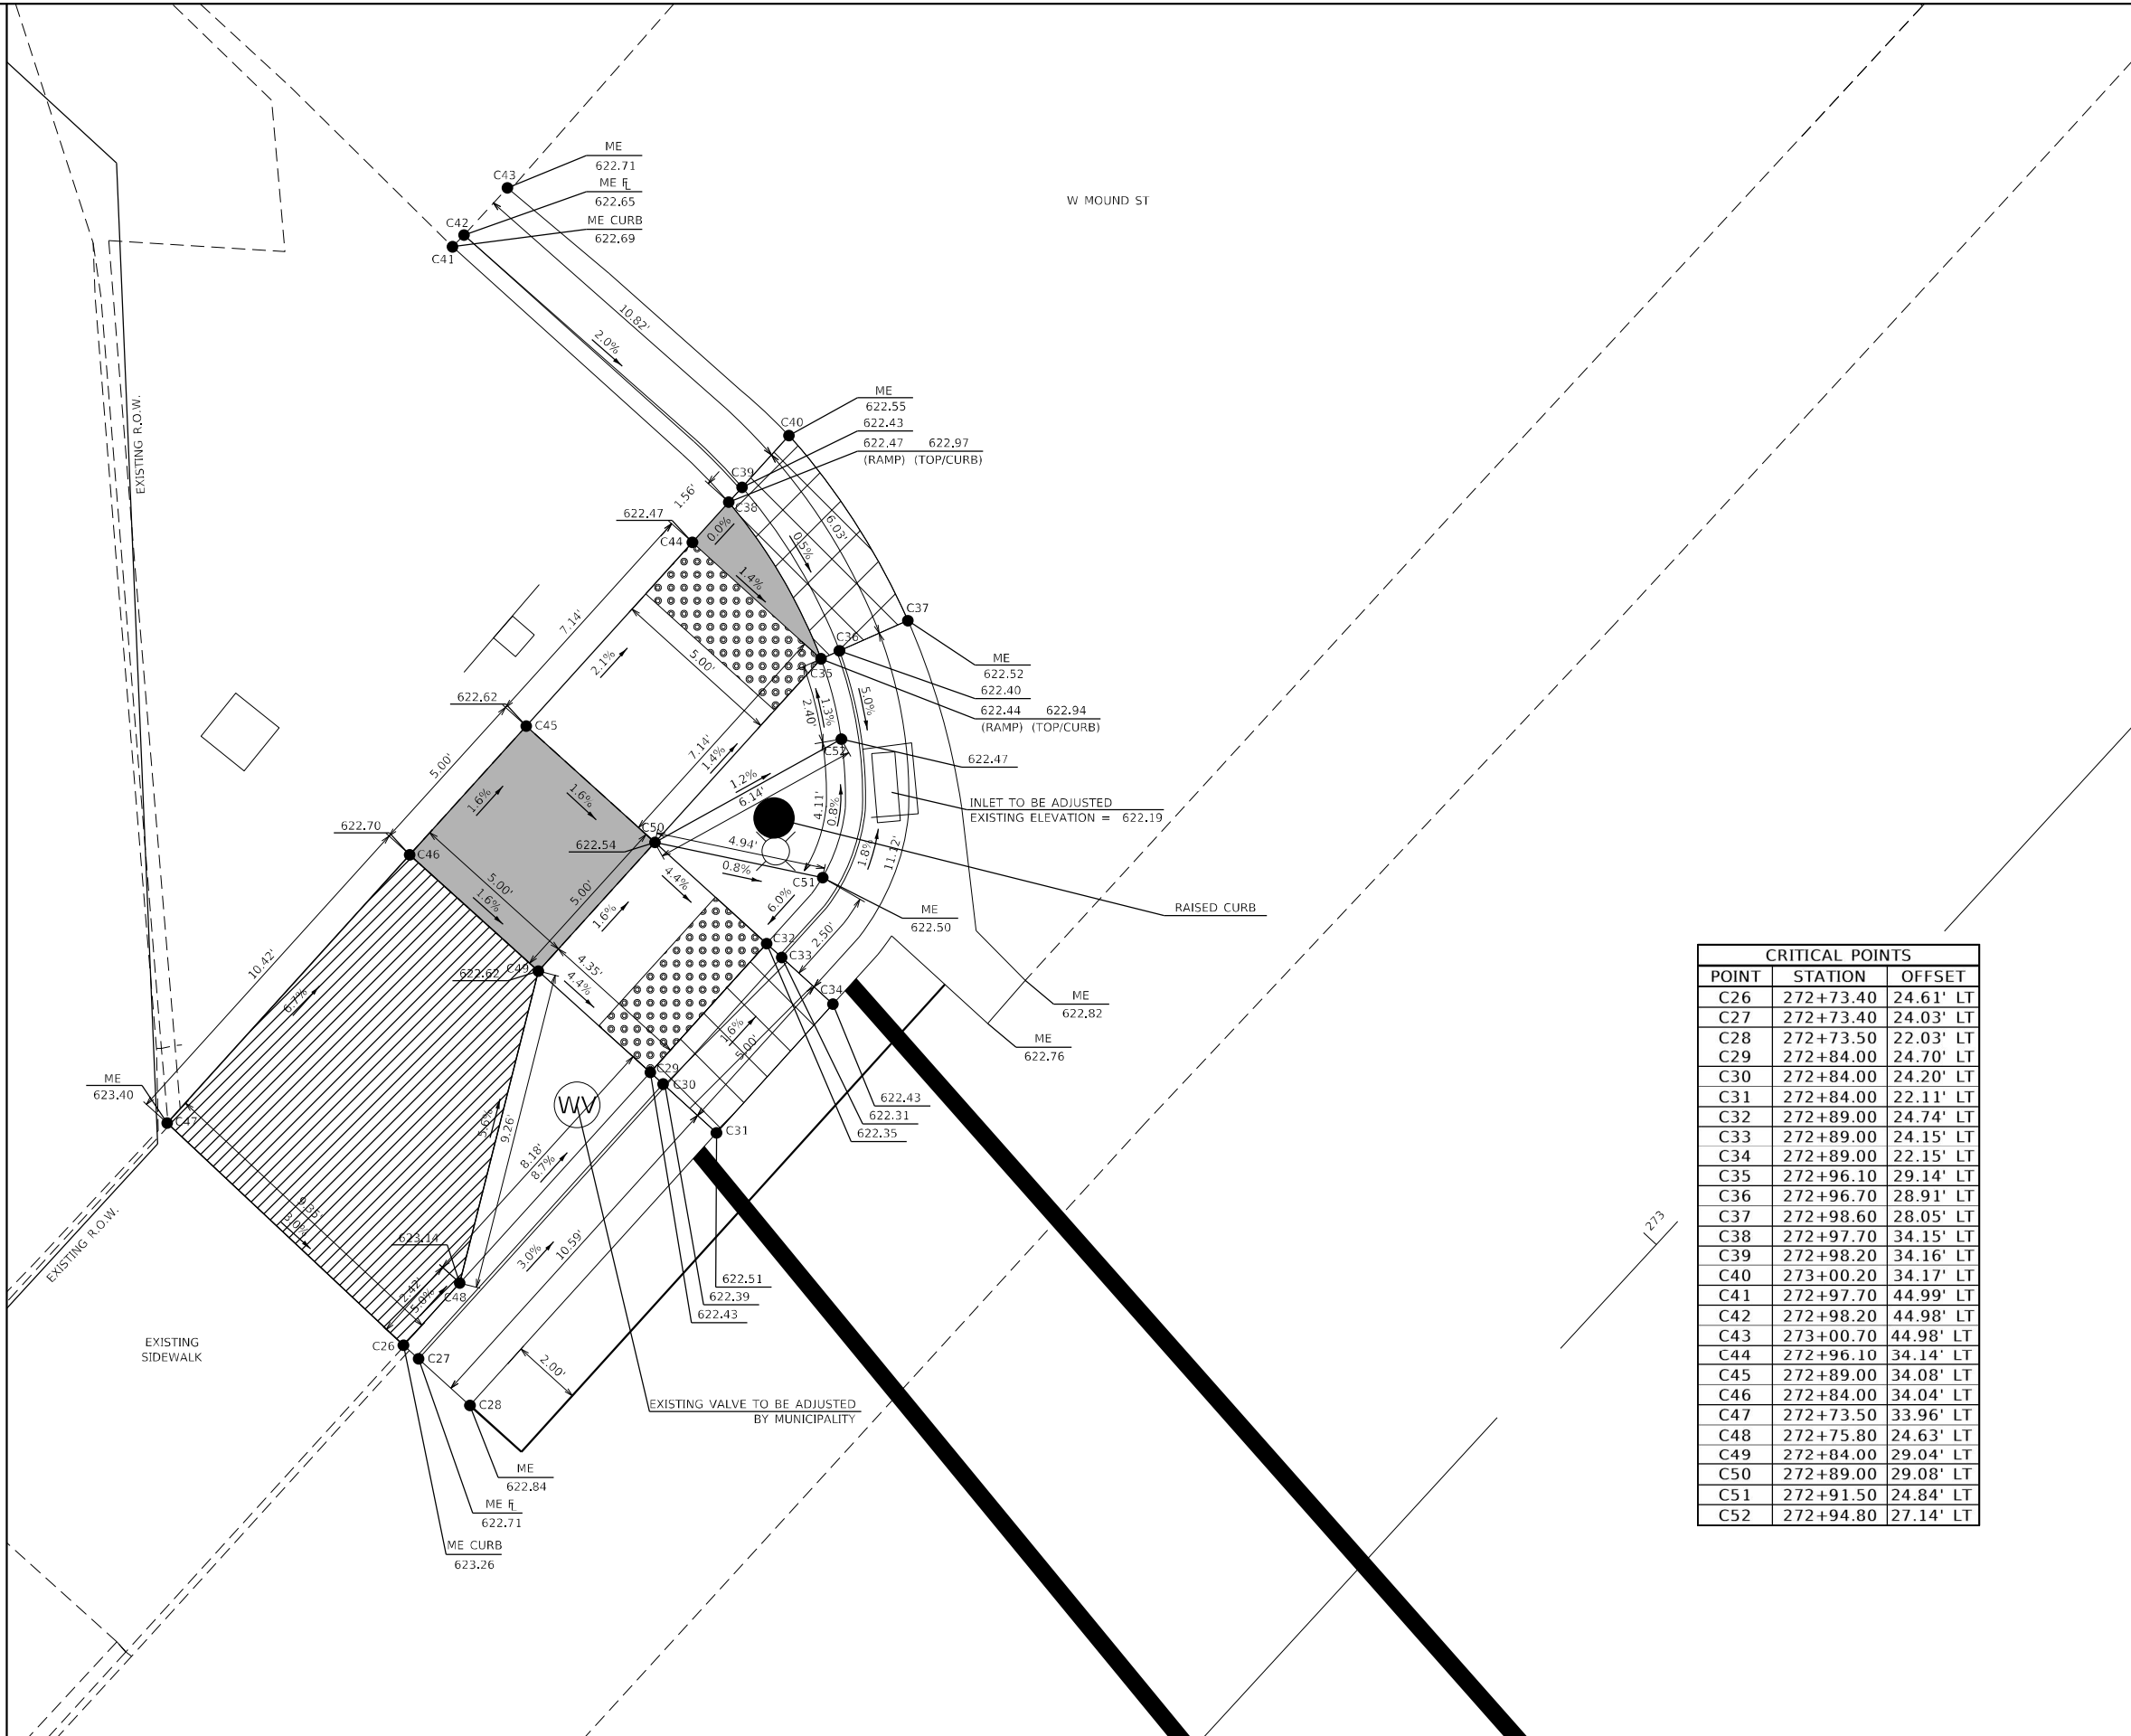 W MOUND ST
C43
ME
622.71
ME FL
622.65
ME CURB
622.69
C42
C41
10.82'
2.0%
EXISTING R.O.W.
ME
622.55
622.43
622.47 622.97
(RAMP) (TOP/CURB)
C40
C39
C38
1.56'
622.47
C44
0.0%
1.4%
0.5%
6.03'
C37
C36
C35
ME
622.52
622.40
622.44 622.94
(RAMP) (TOP/CURB)
7.14'
2.1%
5.00'
622.62
C45
5.00'
1.6%
1.6%
7.14'
1.4%
2.40'
1.3%
5.0%
C52
622.47
1.2%
6.14'
INLET TO BE ADJUSTED
EXISTING ELEVATION = 622.19
4.11'
0.8%
1.8%
11.12'
622.70
C46
C50
622.54
4.94'
0.8%
C51
4.4%
6.0%
5.00'
1.6%
5.00'
1.6%
ME
622.50
RAISED CURB
2.50'
C32
C33
C34
622.62
C49
4.35'
4.4%
10.42'
6.7%
1.6%
5.00'
ME
622.82
ME
622.76
622.43
622.31
622.35
ME
623.40
C47
C29
C30
C31
WV
5.6%
9.26'
8.18'
8.7%
3.0%
10.59'
9.35'
3.0%
623.14
C48
2.42'
5.0%
622.51
622.39
622.43
EXISTING R.O.W.
EXISTING
SIDEWALK
C26
C27
C28
2.00'
EXISTING VALVE TO BE ADJUSTED
BY MUNICIPALITY
ME
622.84
ME FL
622.71
ME CURB
623.26
273
CRITICAL POINTS
POINT STATION OFFSET
C26 272+73.40 24.61' LT
C27 272+73.40 24.03' LT
C28 272+73.50 22.03' LT
C29 272+84.00 24.70' LT
C30 272+84.00 24.20' LT
C31 272+84.00 22.11' LT
C32 272+89.00 24.74' LT
C33 272+89.00 24.15' LT
C34 272+89.00 22.15' LT
C35 272+96.10 29.14' LT
C36 272+96.70 28.91' LT
C37 272+98.60 28.05' LT
C38 272+97.70 34.15' LT
C39 272+98.20 34.16' LT
C40 273+00.20 34.17' LT
C41 272+97.70 44.99' LT
C42 272+98.20 44.98' LT
C43 273+00.70 44.98' LT
C44 272+96.10 34.14' LT
C45 272+89.00 34.08' LT
C46 272+84.00 34.04' LT
C47 272+73.50 33.96' LT
C48 272+75.80 24.63' LT
C49 272+84.00 29.04' LT
C50 272+89.00 29.08' LT
C51 272+91.50 24.84' LT
C52 272+94.80 27.14' LT